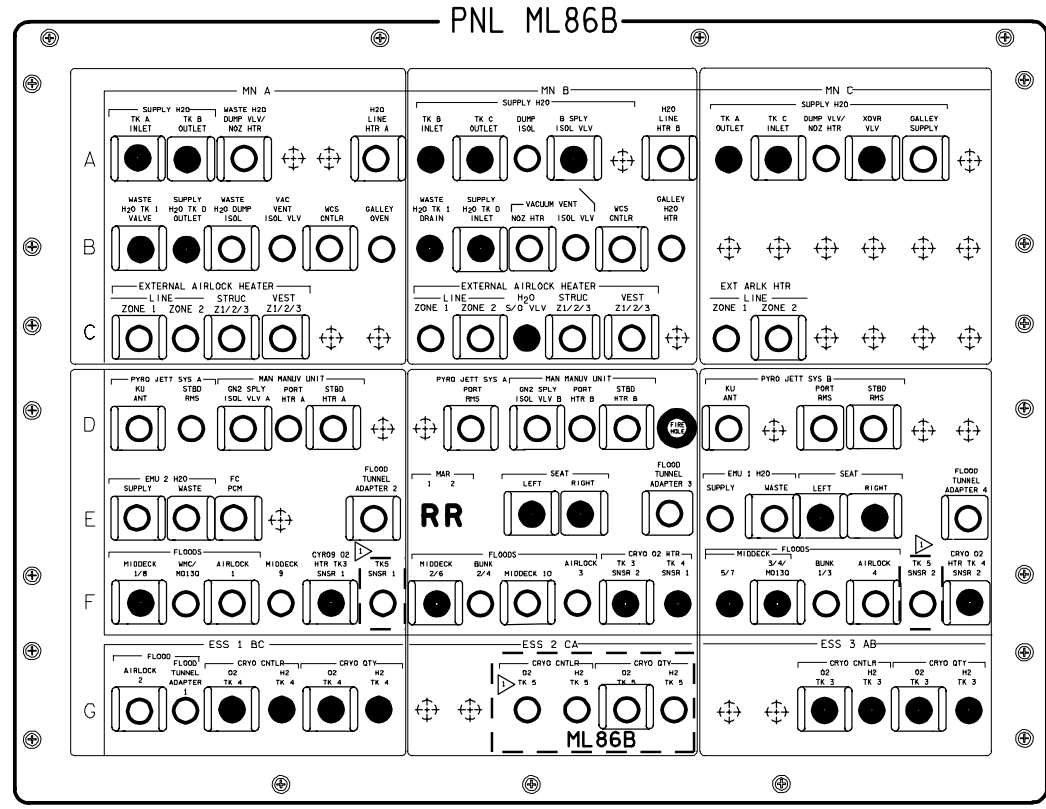 PNL ML86B
MN A
MN B
MN C
SUPPLY H2O
TK A
INLET
TK B
OUTLET
WASTE H2O
DUMP VLV/
NOZ HTR
H2O
LINE
HTR A
SUPPLY H2O
TK B
INLET
TK C
OUTLET
DUMP
ISOL
B SPLY
ISOL VLV
H2O
LINE
HTR B
SUPPLY H2O
TK A
OUTLET
TK C
INLET
DUMP VLV/
NOZ HTR
XOVR
VLV
GALLEY
SUPPLY
A
WASTE
H2O TK 1
VALVE
SUPPLY
H2O TK D
OUTLET
WASTE
H2O DUMP
ISOL
VAC
VENT
ISOL VLV
WCS
CNTLR
GALLEY
OVEN
WASTE
H2O TK 1
DRAIN
SUPPLY
H2O TK D
INLET
VACUUM VENT
NOZ HTR
ISOL VLV
WCS
CNTLR
GALLEY
H2O
HTR
B
EXTERNAL AIRLOCK HEATER
LINE
ZONE 1
ZONE 2
STRUC
Z1/2/3
VEST
Z1/2/3
EXTERNAL AIRLOCK HEATER
LINE
ZONE 1
ZONE 2
H2O
S/O VLV
STRUC
Z1/2/3
VEST
Z1/2/3
EXT ARLK HTR
LINE
ZONE 1
ZONE 2
C
PYRO JETT SYS A
KU
ANT
STBD
RMS
MAN MANUV UNIT
GN2 SPLY
ISOL VLV A
PORT
HTR A
STBD
HTR A
PYRO JETT SYS A
PORT
RMS
MAN MANUV UNIT
GN2 SPLY
ISOL VLV B
PORT
HTR B
STBD
HTR B
FIRE
HOLE
PYRO JETT SYS B
KU
ANT
PORT
RMS
STBD
RMS
D
EMU 2 H2O
SUPPLY
WASTE
FC
PCM
FLOOD
TUNNEL
ADAPTER 2
MAR
1 2
RR
SEAT
LEFT
RIGHT
FLOOD
TUNNEL
ADAPTER 3
EMU 1 H2O
SUPPLY
WASTE
SEAT
LEFT
RIGHT
FLOOD
TUNNEL
ADAPTER 4
E
FLOODS
MIDDECK
1/8
WMC/
MO13Q
AIRLOCK
1
MIDDECK
9
CYRO9 O2
HTR TK3
SNSR 1
1
TK5
SNSR 1
FLOODS
MIDDECK
2/6
BUNK
2/4
MIDDECK 10
AIRLOCK
3
CRYO O2 HTR
TK 3
SNSR 2
TK 4
SNSR 1
FLOODS
MIDDECK
5/7
3/4/
MO13Q
BUNK
1/3
AIRLOCK
4
1
TK 5
SNSR 2
CRYO O2
HTR TK 4
SNSR 2
F
ESS 1 BC
ESS 2 CA
ESS 3 AB
FLOOD
AIRLOCK
2
FLOOD
TUNNEL
ADAPTER
1
CRYO CNTLR
O2
TK 4
H2
TK 4
CRYO QTY
O2
TK 4
H2
TK 4
1
CRYO CNTLR
O2
TK 5
H2
TK 5
CRYO QTY
O2
TK 5
H2
TK 5
CRYO CNTLR
O2
TK 3
H2
TK 3
CRYO QTY
O2
TK 3
H2
TK 3
G
ML86B